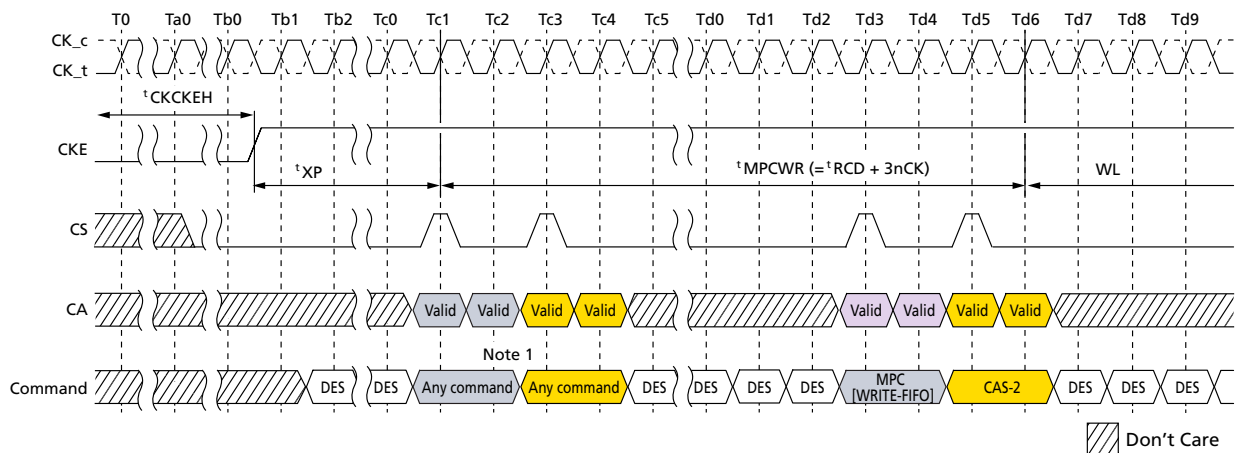 T0 Ta0 Tb0 Tb1 Tb2 Tc0 Tc1 Tc2 Tc3 Tc4 Tc5 Td0 Td1 Td2 Td3 Td4 Td5 Td6 Td7 Td8 Td9
CK_c
CK_t
tCKCKEH
CKE
tXP
tMPCWR (= tRCD + 3nCK)
WL
CS
CA
Valid Valid Valid Valid Valid Valid Valid Valid
Note 1
Command
DES DES Any command Any command DES DES DES DES MPC [WRITE-FIFO] CAS-2 DES DES DES
Don't Care